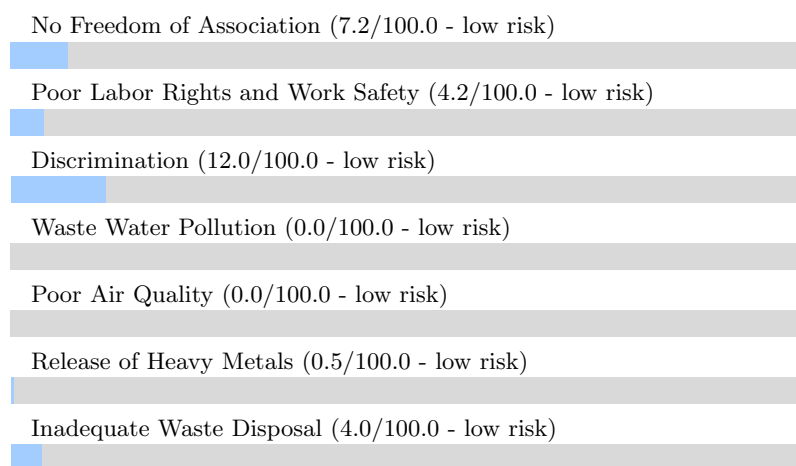 No Freedom of Association (7.2/100.0 - low risk)
Poor Labor Rights and Work Safety (4.2/100.0 - low risk)
Discrimination (12.0/100.0 - low risk)
Waste Water Pollution (0.0/100.0 - low risk)
Poor Air Quality (0.0/100.0 - low risk)
Release of Heavy Metals (0.5/100.0 - low risk)
Inadequate Waste Disposal (4.0/100.0 - low risk)